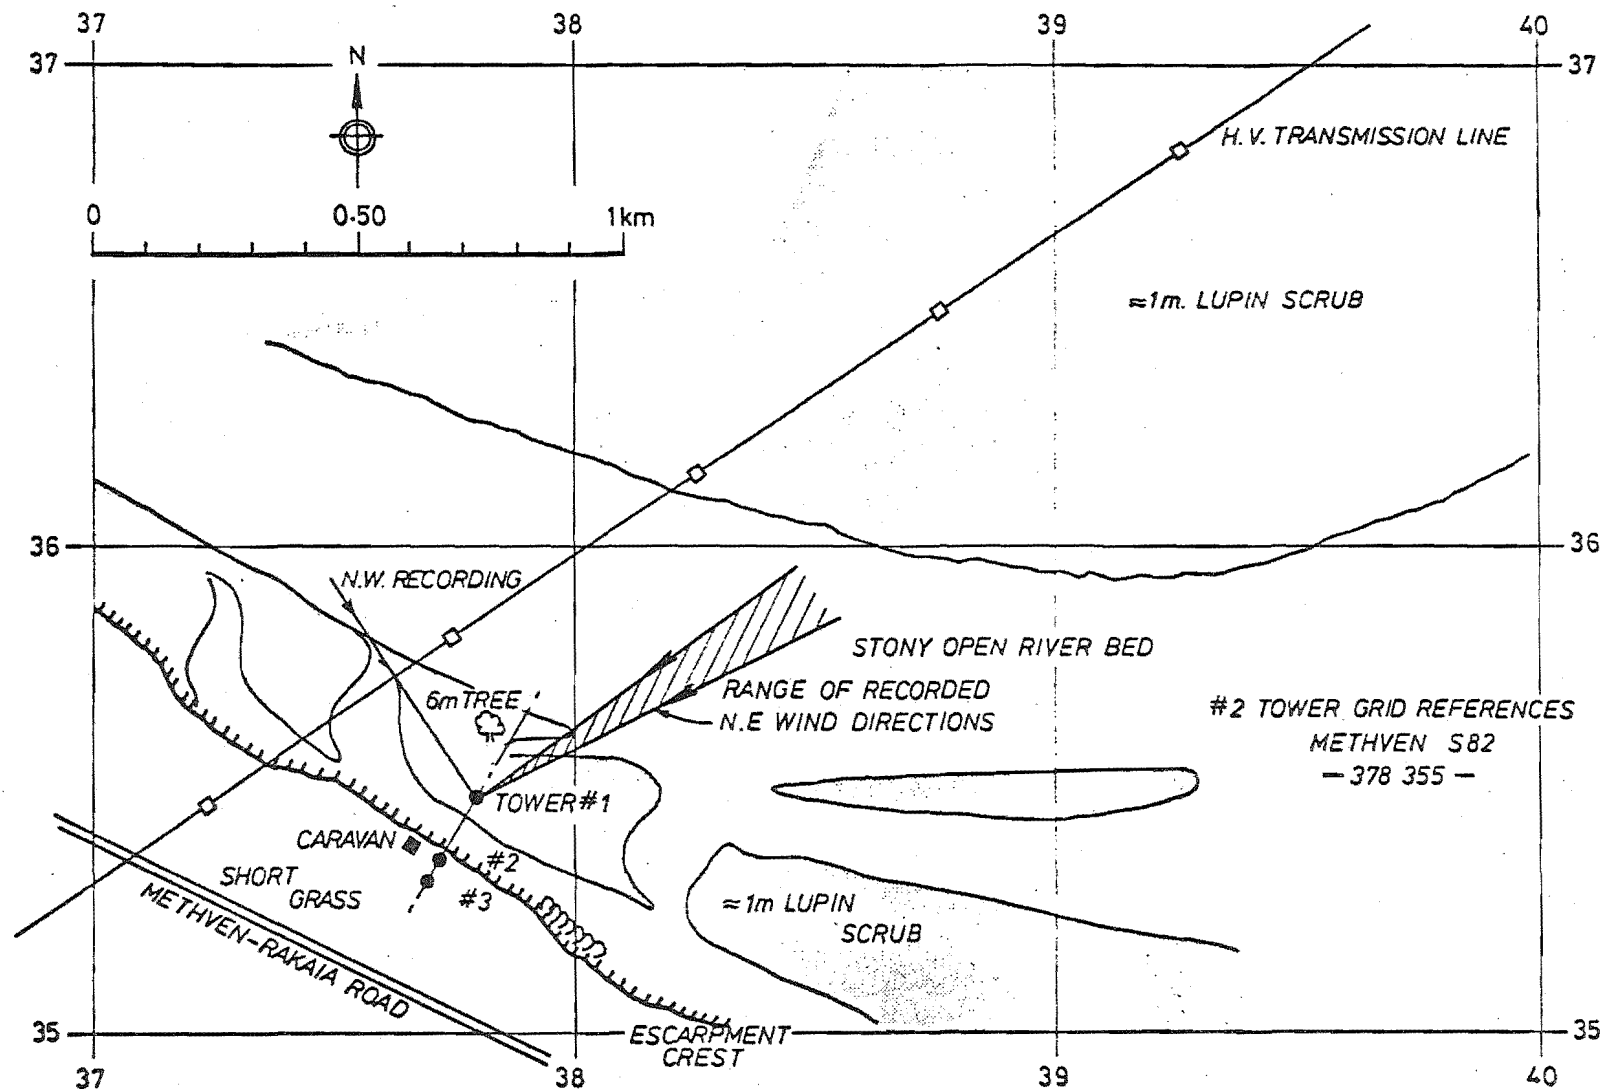 37 38 39 40
37 N 37
H.V. TRANSMISSION LINE
0 0·50 1km
≈1m. LUPIN SCRUB
36 36
N.W. RECORDING
STONY OPEN RIVER BED
6m TREE
RANGE OF RECORDED
N.E WIND DIRECTIONS
#2 TOWER GRID REFERENCES
METHVEN S82
— 378 355 —
TOWER #1
CARAVAN
#2
SHORT
GRASS
#3
≈1m LUPIN
SCRUB
METHVEN-RAKAIA ROAD
35 35
ESCARPMENT
CREST
37 38 39 40